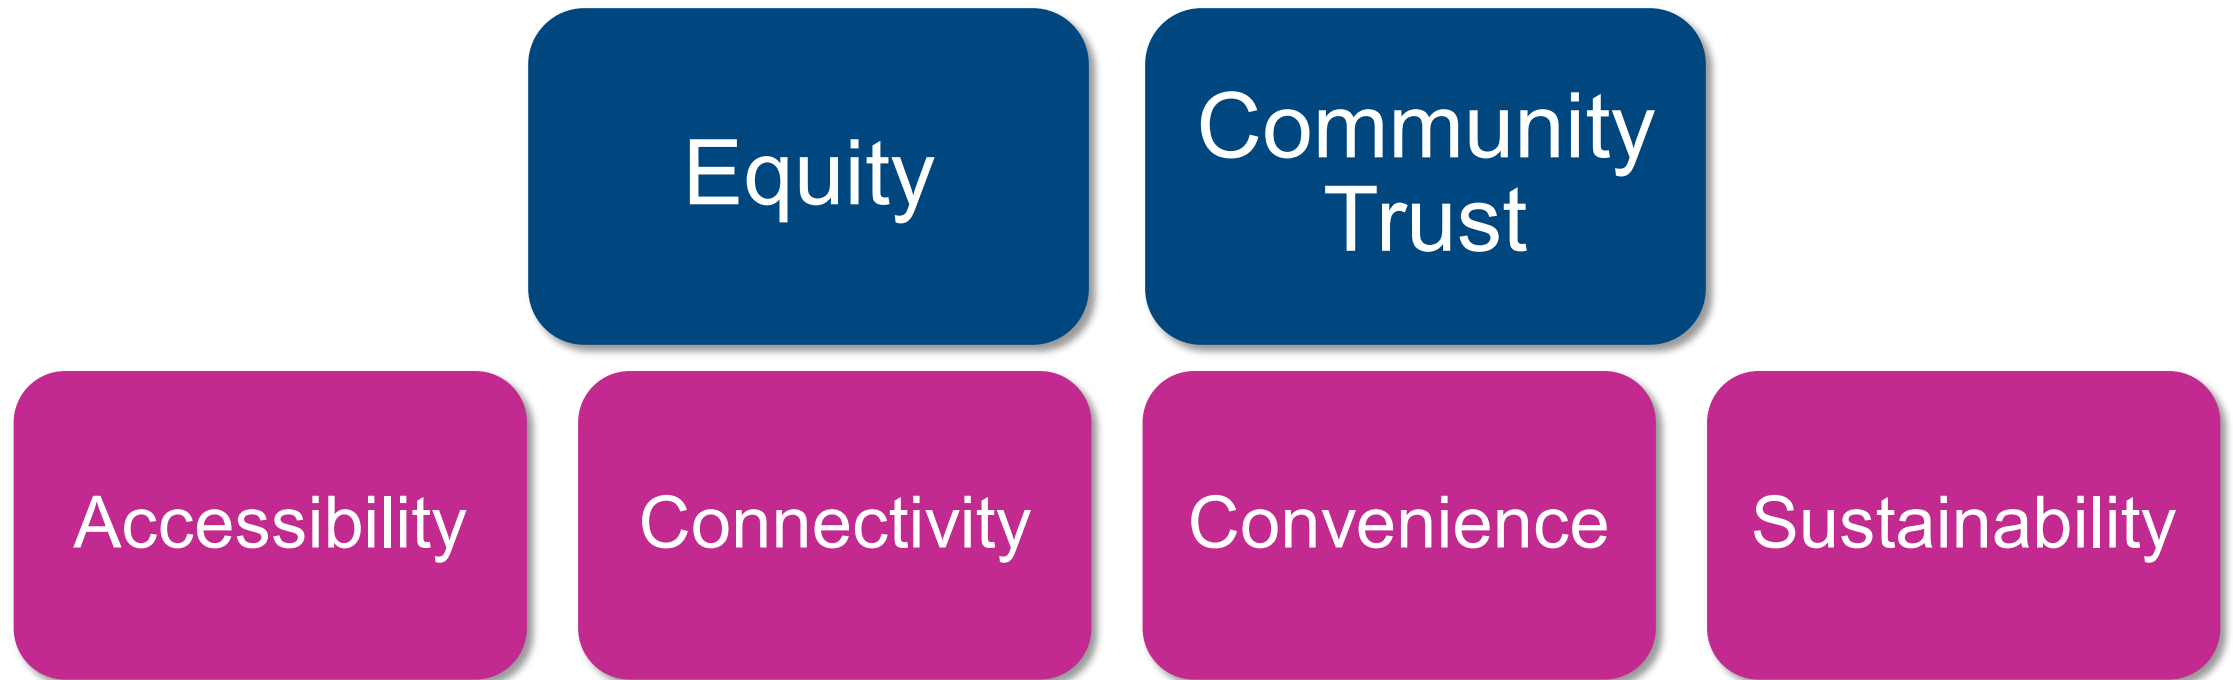 Equity
Community
Trust
Accessibility
Connectivity
Convenience
Sustainability